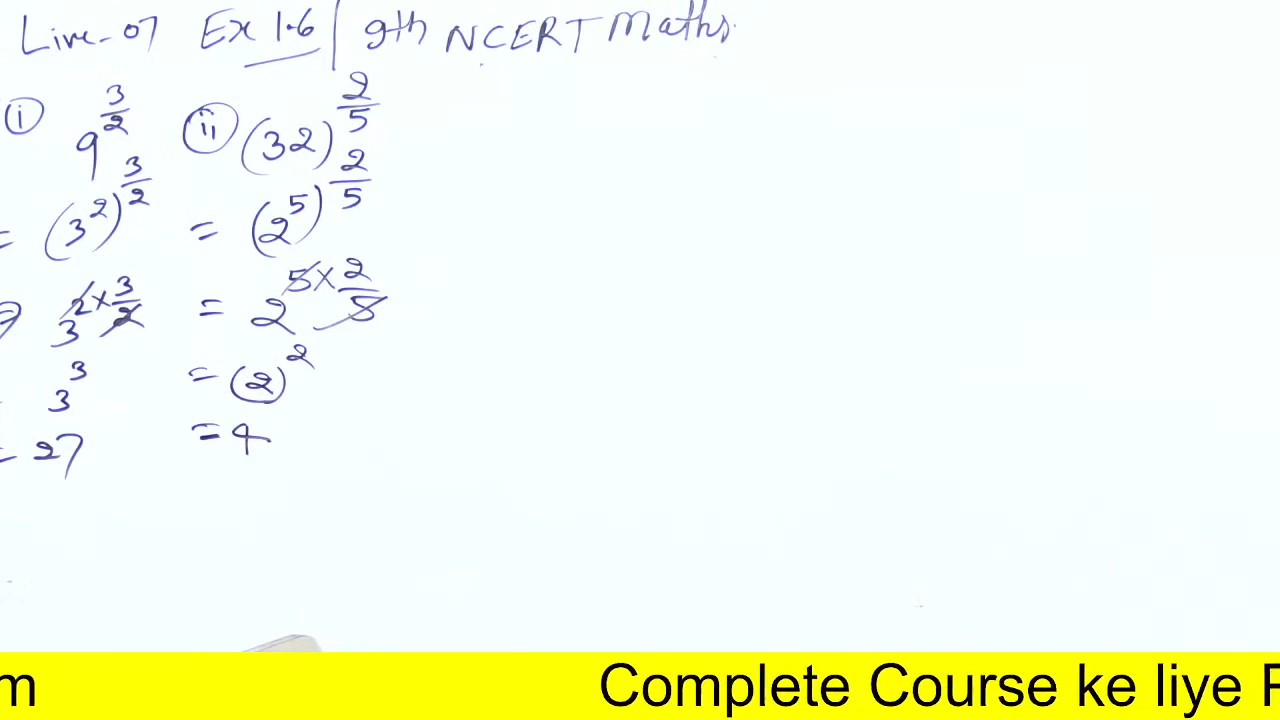 Live-07 Ex 1.6 | 9th NCERT Maths.
(i) 9^(3/2)
= (3^2)^(3/2)
3^(2×3/2)
3^3
= 27
(ii) (32)^(2/5)
= (2^5)^(2/5)
= 2^(5×2/5)
= (2)^2
= 4
m Complete Course ke liye